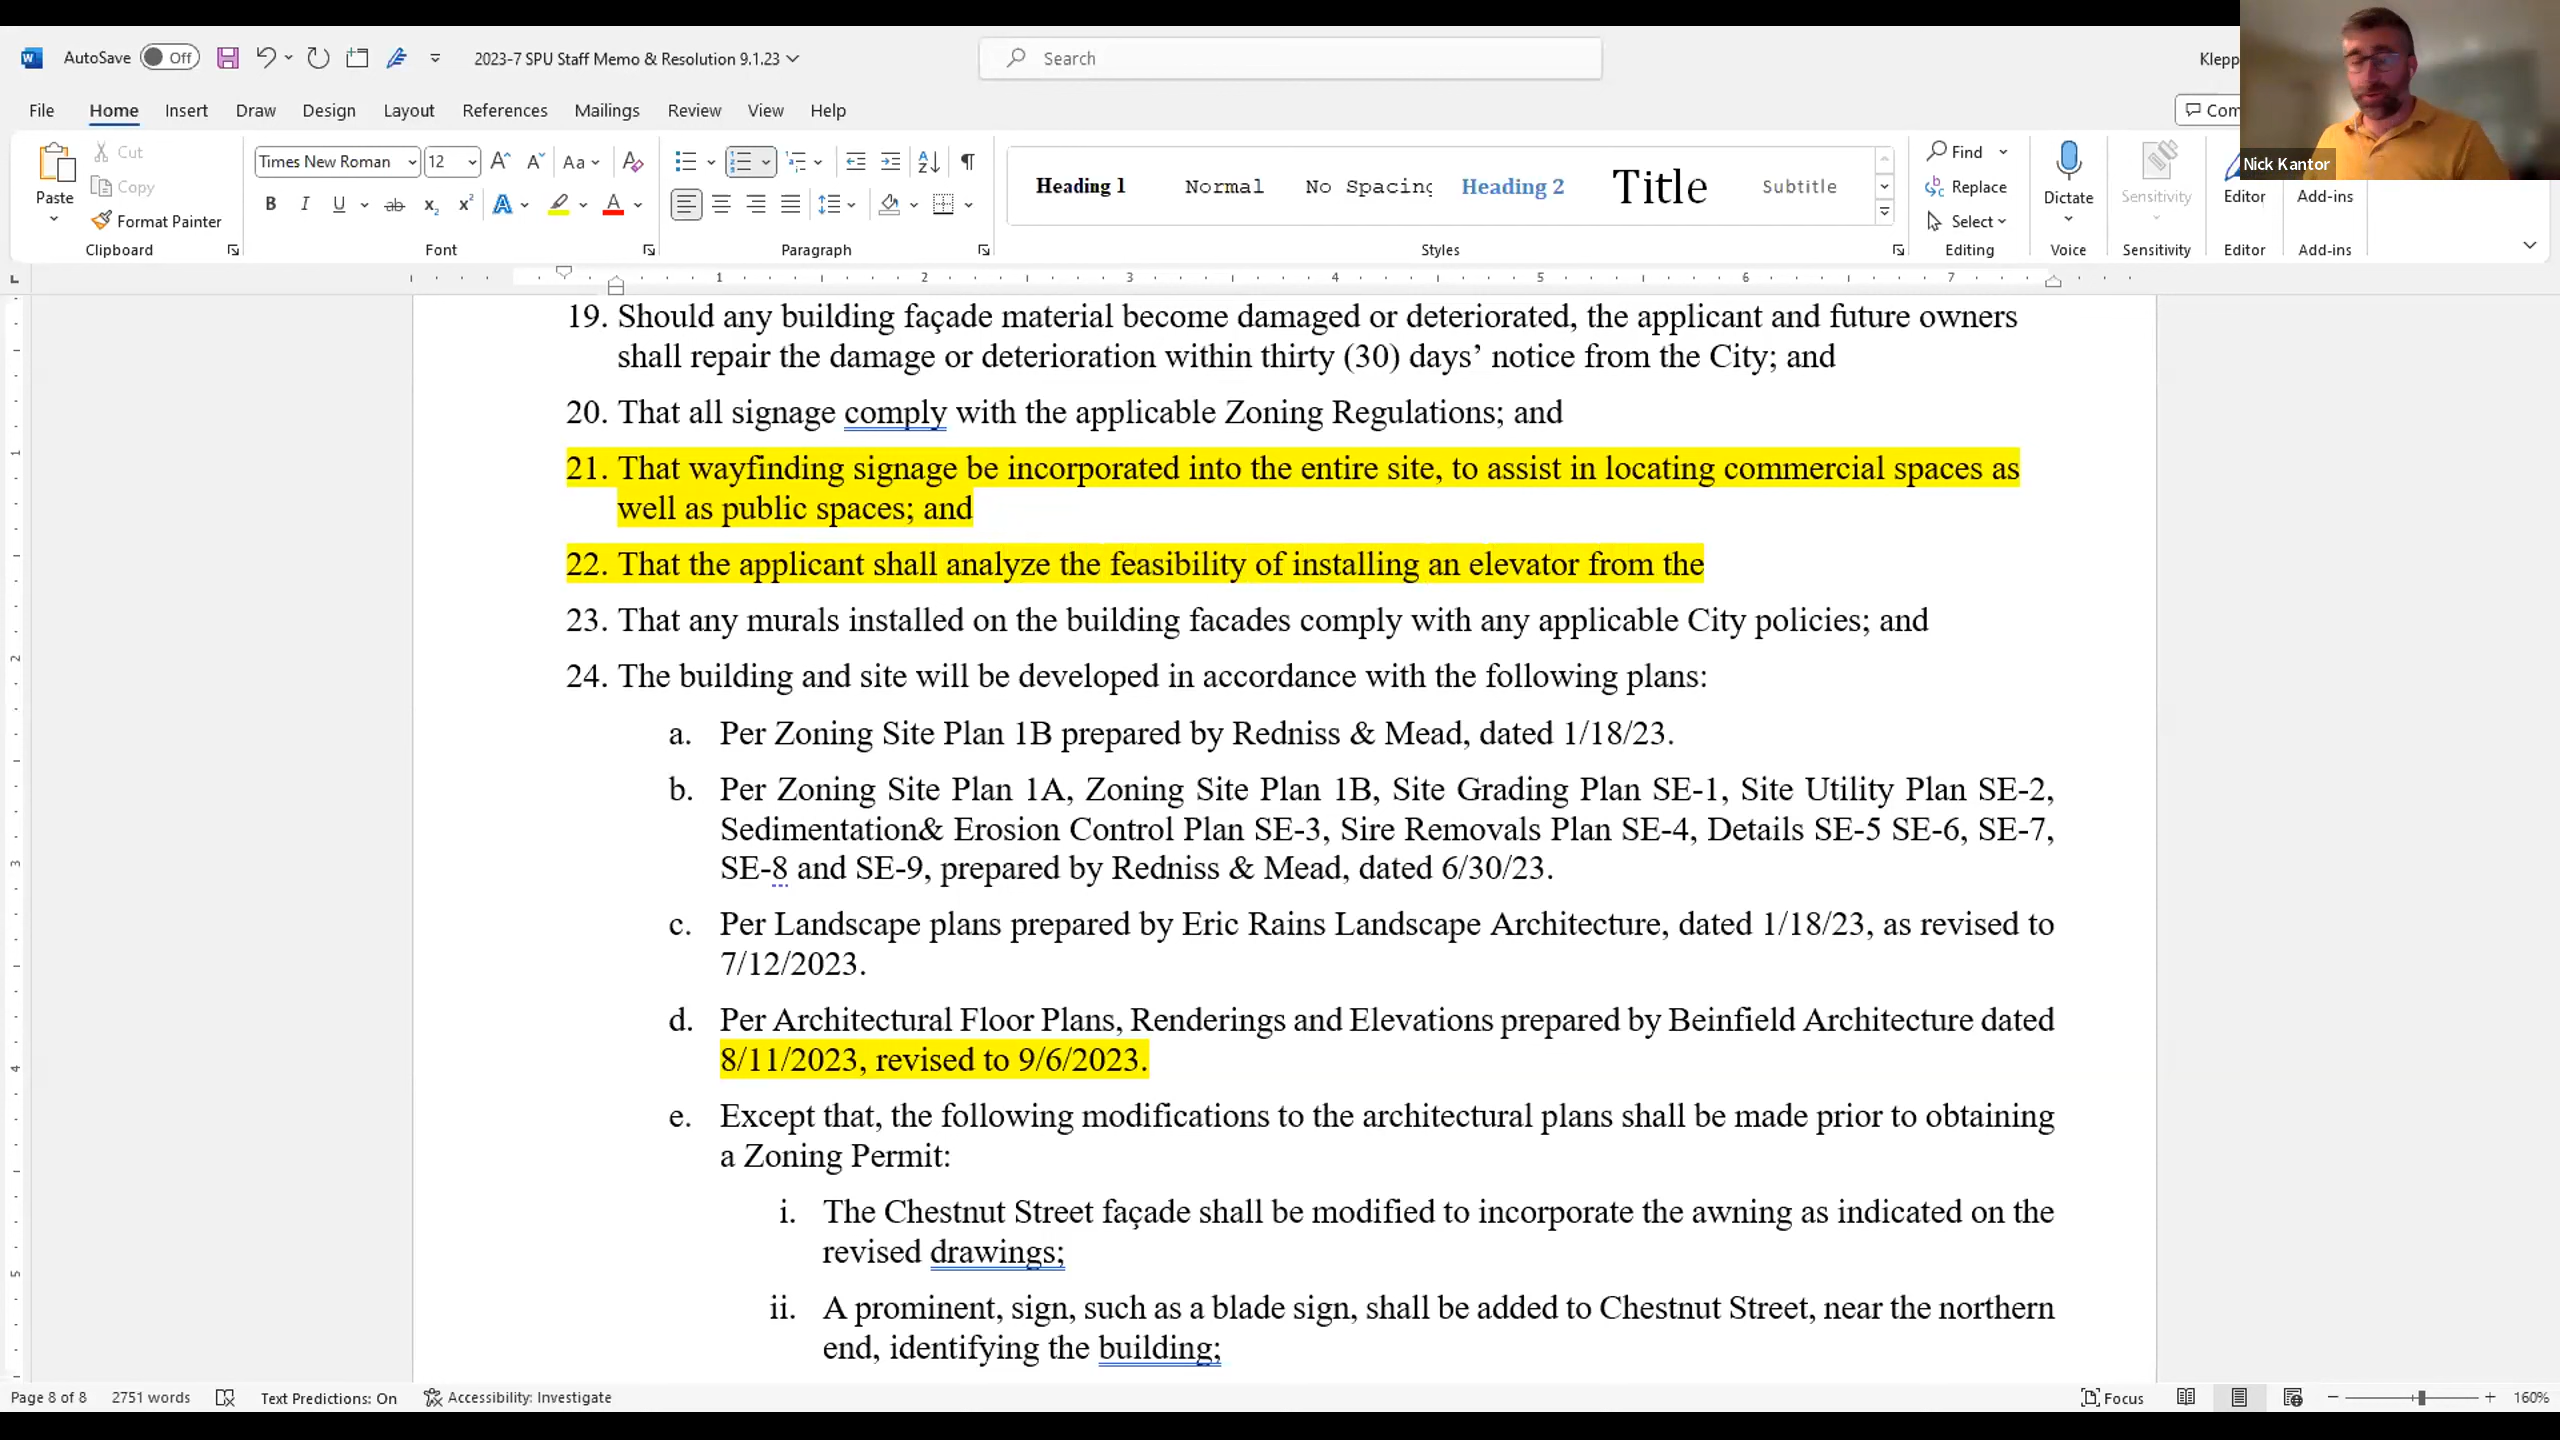 AutoSave Off 2023-7 SPU Staff Memo & Resolution 9.1.23 Search Klepp
File Home Insert Draw Design Layout References Mailings Review View Help Com
Nick Kantor
Paste Cut Copy Format Painter Clipboard
Times New Roman 12 Aa Font
Paragraph
Heading 1 Normal No Spacing Heading 2 Title Subtitle Styles
Find Replace Select Editing
Dictate Voice
Sensitivity Sensitivity
Editor Editor
Add-ins Add-ins
1 2 3 4 5 6 7
19. Should any building façade material become damaged or deteriorated, the applicant and future owners
shall repair the damage or deterioration within thirty (30) days’ notice from the City; and
20. That all signage comply with the applicable Zoning Regulations; and
21. That wayfinding signage be incorporated into the entire site, to assist in locating commercial spaces as
well as public spaces; and
22. That the applicant shall analyze the feasibility of installing an elevator from the
23. That any murals installed on the building facades comply with any applicable City policies; and
24. The building and site will be developed in accordance with the following plans:
a. Per Zoning Site Plan 1B prepared by Redniss & Mead, dated 1/18/23.
b. Per Zoning Site Plan 1A, Zoning Site Plan 1B, Site Grading Plan SE-1, Site Utility Plan SE-2,
Sedimentation& Erosion Control Plan SE-3, Sire Removals Plan SE-4, Details SE-5 SE-6, SE-7,
SE-8 and SE-9, prepared by Redniss & Mead, dated 6/30/23.
c. Per Landscape plans prepared by Eric Rains Landscape Architecture, dated 1/18/23, as revised to
7/12/2023.
d. Per Architectural Floor Plans, Renderings and Elevations prepared by Beinfield Architecture dated
8/11/2023, revised to 9/6/2023.
e. Except that, the following modifications to the architectural plans shall be made prior to obtaining
a Zoning Permit:
i. The Chestnut Street façade shall be modified to incorporate the awning as indicated on the
revised drawings;
ii. A prominent, sign, such as a blade sign, shall be added to Chestnut Street, near the northern
end, identifying the building;
Page 8 of 8 2751 words Text Predictions: On Accessibility: Investigate Focus 160%